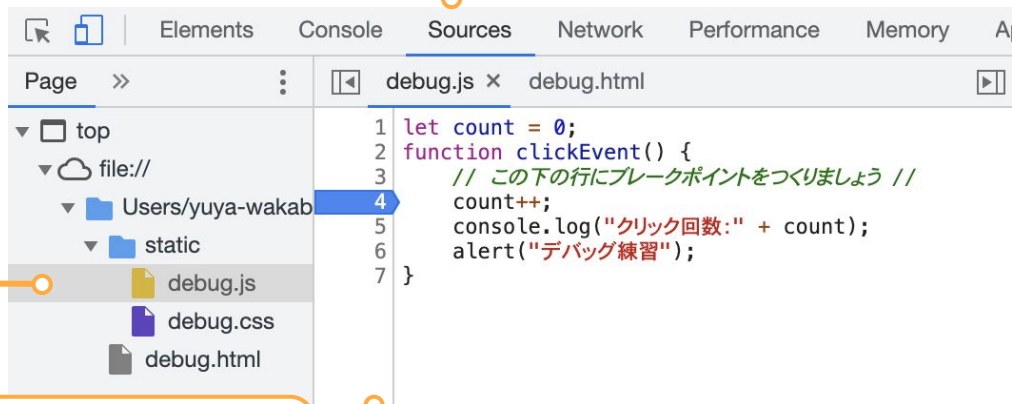 Elements Console Sources Network Performance Memory
Page debug.js × debug.html
top
file://
Users/yuya-wakab
static
debug.js
debug.css
debug.html
1 let count = 0;
2 function clickEvent() {
3 // この下の行にブレークポイントをつくりましょう //
4 count++;
5 console.log("クリック回数:" + count);
6 alert("デバッグ練習");
7 }